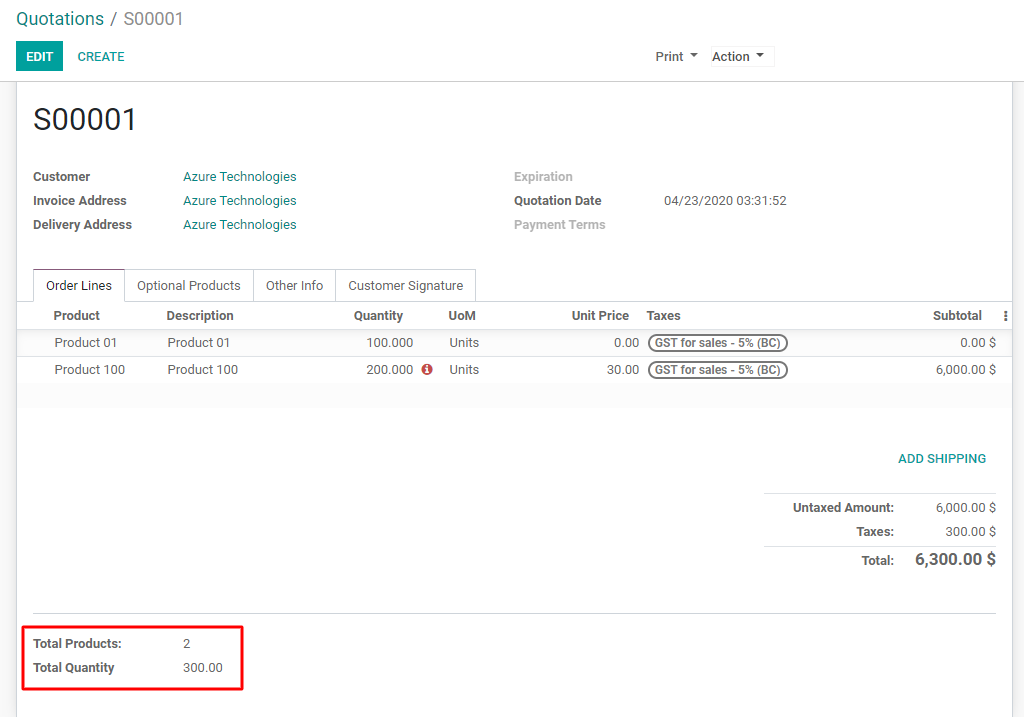 Quotations / S00001
EDIT CREATE Print Action
S00001
Customer Azure Technologies Expiration
Invoice Address Azure Technologies Quotation Date 04/23/2020 03:31:52
Delivery Address Azure Technologies Payment Terms
Order Lines Optional Products Other Info Customer Signature
Product Description Quantity UoM Unit Price Taxes Subtotal
Product 01 Product 01 100.000 Units 0.00 GST for sales - 5% (BC) 0.00 $
Product 100 Product 100 200.000 Units 30.00 GST for sales - 5% (BC) 6,000.00 $
ADD SHIPPING
Untaxed Amount: 6,000.00 $
Taxes: 300.00 $
Total: 6,300.00 $
Total Products: 2
Total Quantity 300.00